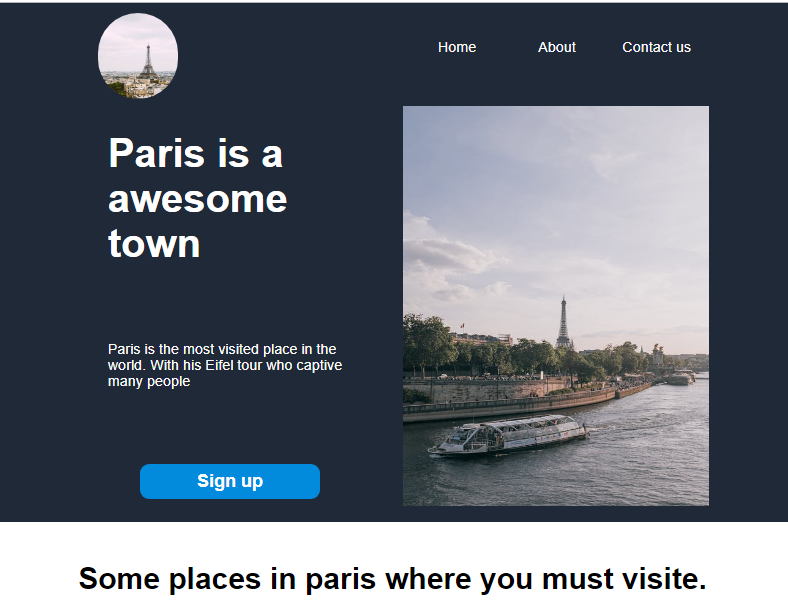 Home About Contact us
Paris is a
awesome
town
Paris is the most visited place in the
world. With his Eifel tour who captive
many people
Sign up
Some places in paris where you must visite.